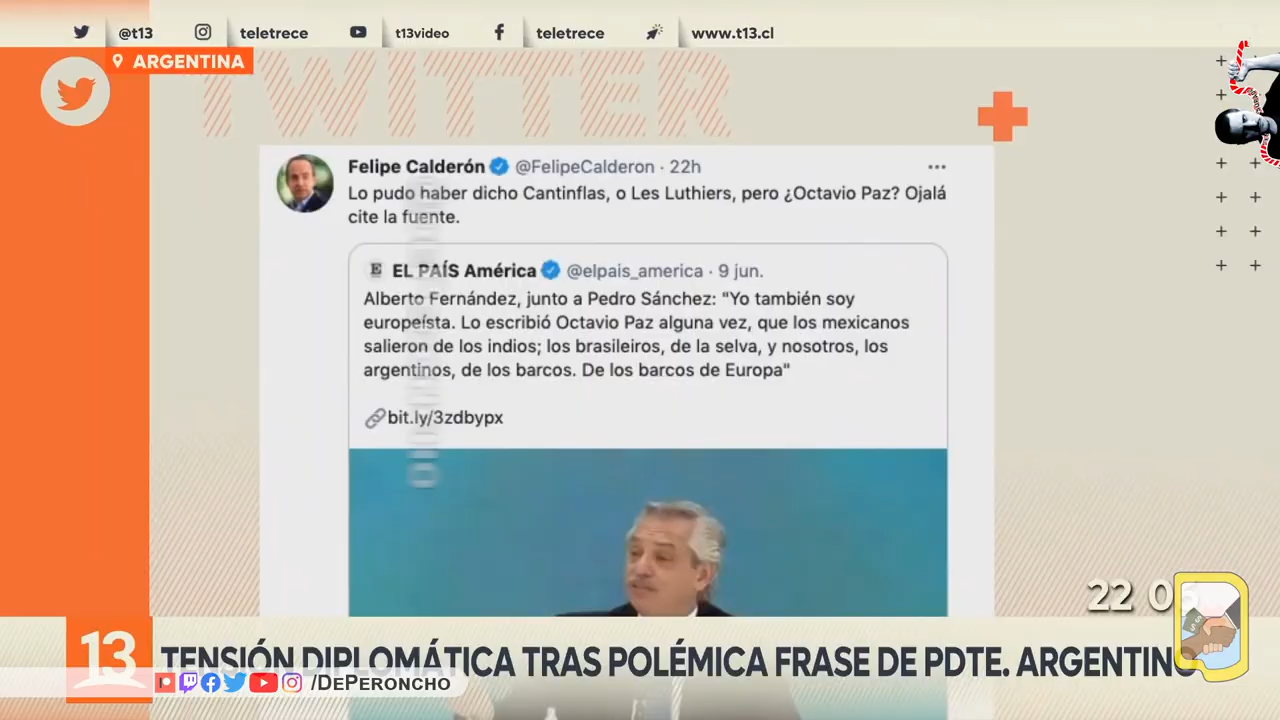 @t13 teletrece t13video teletrece www.t13.cl
ARGENTINA
TWITTER
Felipe Calderón @FelipeCalderon · 22h
Lo pudo haber dicho Cantinflas, o Les Luthiers, pero ¿Octavio Paz? Ojalá
cite la fuente.
EL PAÍS América @elpais_america · 9 jun.
Alberto Fernández, junto a Pedro Sánchez: "Yo también soy
europeísta. Lo escribió Octavio Paz alguna vez, que los mexicanos
salieron de los indios; los brasileiros, de la selva, y nosotros, los
argentinos, de los barcos. De los barcos de Europa"
bit.ly/3zdbypx
22 0
13 TENSIÓN DIPLOMÁTICA TRAS POLÉMICA FRASE DE PDTE. ARGENTINO
/DEPERONCHO